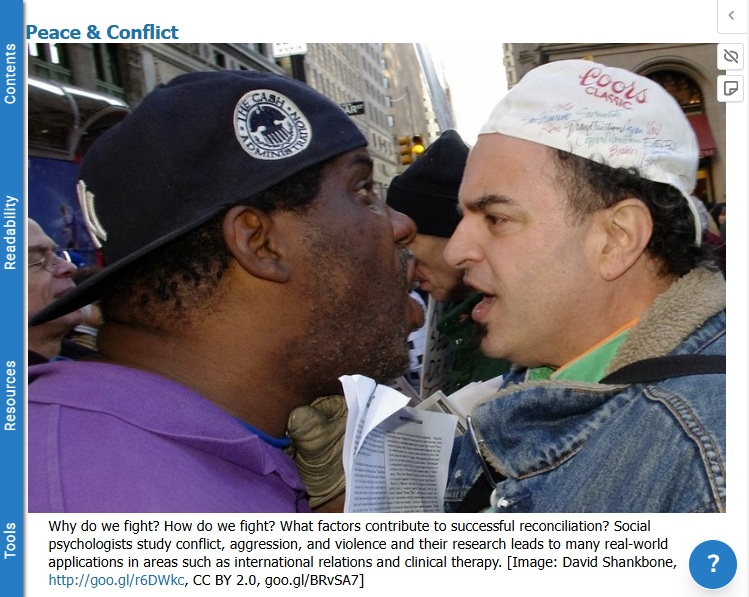 Peace & Conflict
Contents
Readability
Resources
Tools
THE CASH
ADMINISTRAT
Coors
CLASSIC
Why do we fight? How do we fight? What factors contribute to successful reconciliation? Social
psychologists study conflict, aggression, and violence and their research leads to many real-world
applications in areas such as international relations and clinical therapy. [Image: David Shankbone,
http://goo.gl/r6DWkc, CC BY 2.0, goo.gl/BRvSA7]
?